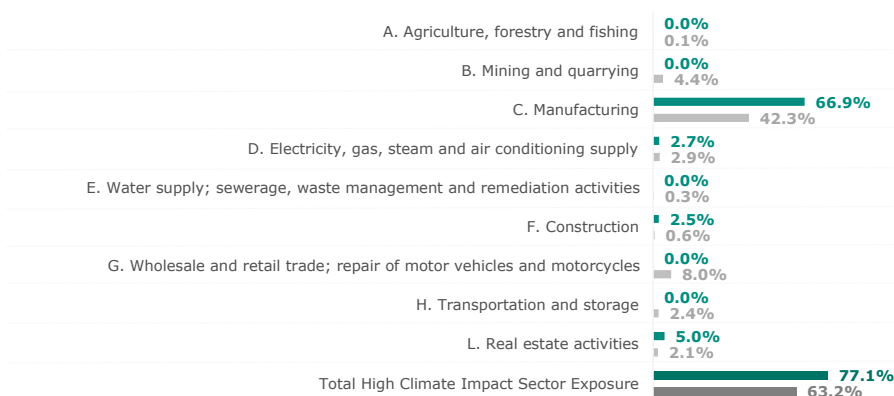 A. Agriculture, forestry and fishing
0.0%
0.1%
B. Mining and quarrying
0.0%
4.4%
C. Manufacturing
66.9%
42.3%
D. Electricity, gas, steam and air conditioning supply
2.7%
2.9%
E. Water supply; sewerage, waste management and remediation activities
0.0%
0.3%
F. Construction
2.5%
0.6%
G. Wholesale and retail trade; repair of motor vehicles and motorcycles
0.0%
8.0%
H. Transportation and storage
0.0%
2.4%
L. Real estate activities
5.0%
2.1%
Total High Climate Impact Sector Exposure
77.1%
63.2%